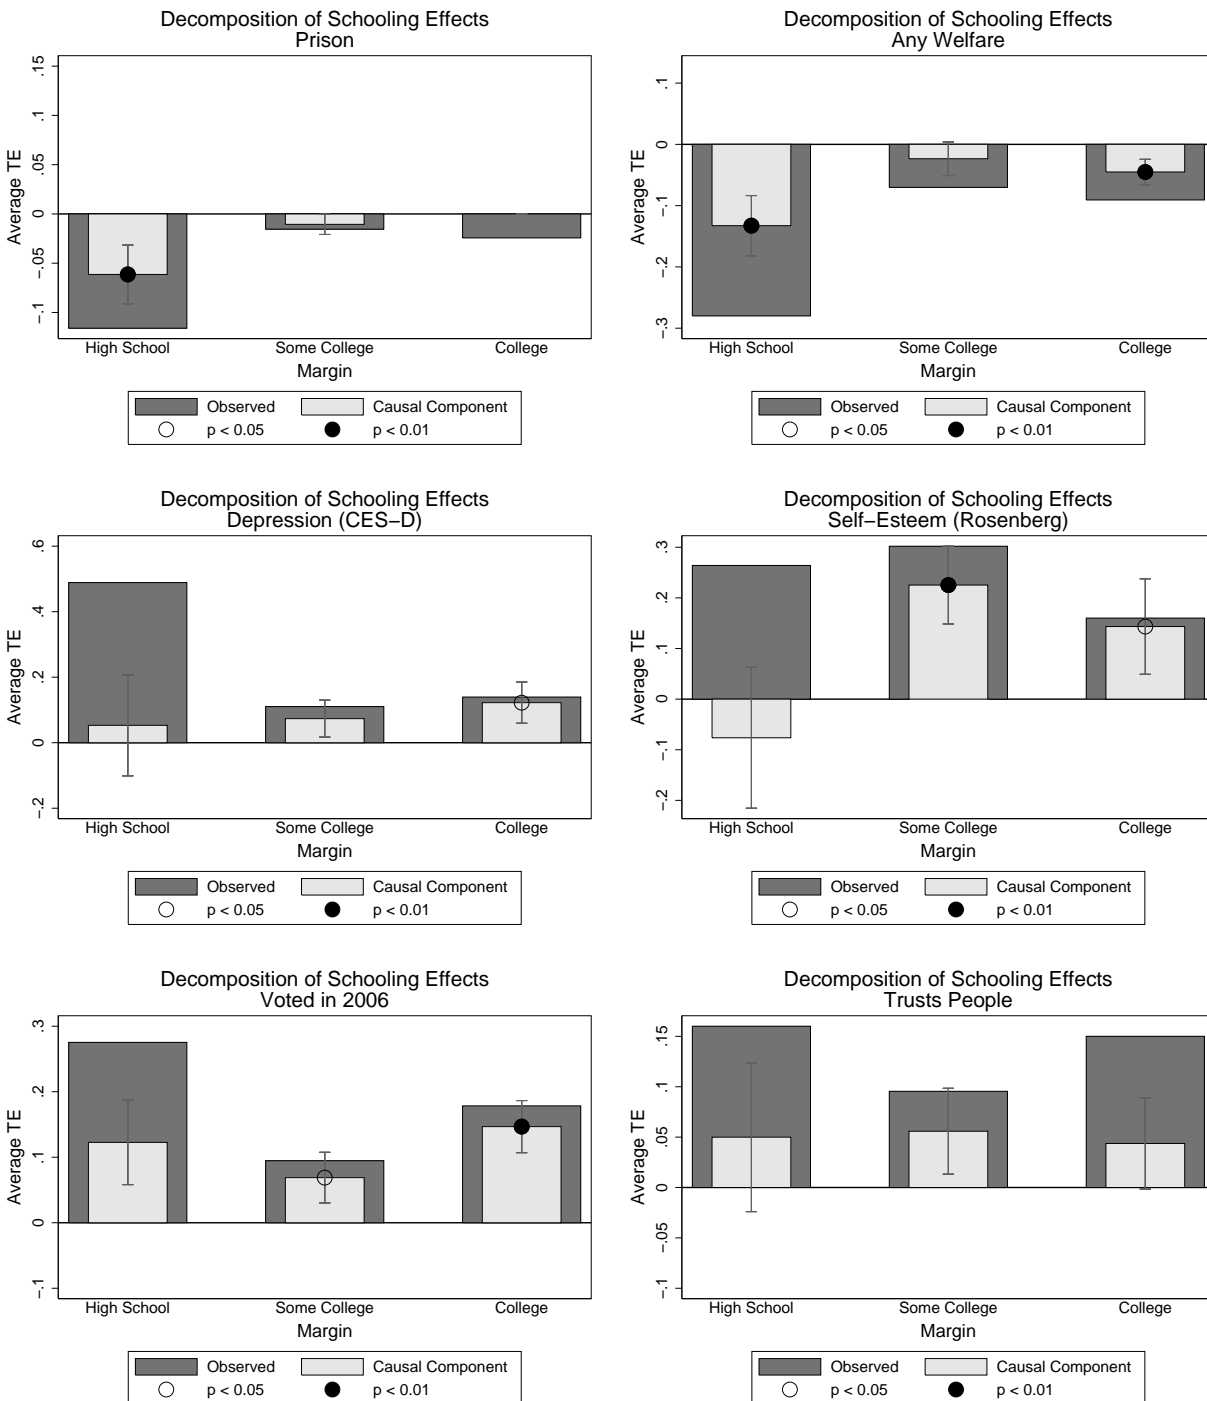 Decomposition of Schooling Effects
Prison
Average TE
.15
.1
.05
0
−.05
−.1
High School Some College College
Margin
Observed Causal Component
p < 0.05 p < 0.01
Decomposition of Schooling Effects
Any Welfare
Average TE
.1
0
−.1
−.2
−.3
High School Some College College
Margin
Observed Causal Component
p < 0.05 p < 0.01
Decomposition of Schooling Effects
Depression (CES−D)
Average TE
.6
.4
.2
0
−.2
High School Some College College
Margin
Observed Causal Component
p < 0.05 p < 0.01
Decomposition of Schooling Effects
Self−Esteem (Rosenberg)
Average TE
.3
.2
.1
0
−.1
−.2
High School Some College College
Margin
Observed Causal Component
p < 0.05 p < 0.01
Decomposition of Schooling Effects
Voted in 2006
Average TE
.3
.2
.1
0
−.1
High School Some College College
Margin
Observed Causal Component
p < 0.05 p < 0.01
Decomposition of Schooling Effects
Trusts People
Average TE
.15
.1
.05
0
−.05
−.1
High School Some College College
Margin
Observed Causal Component
p < 0.05 p < 0.01